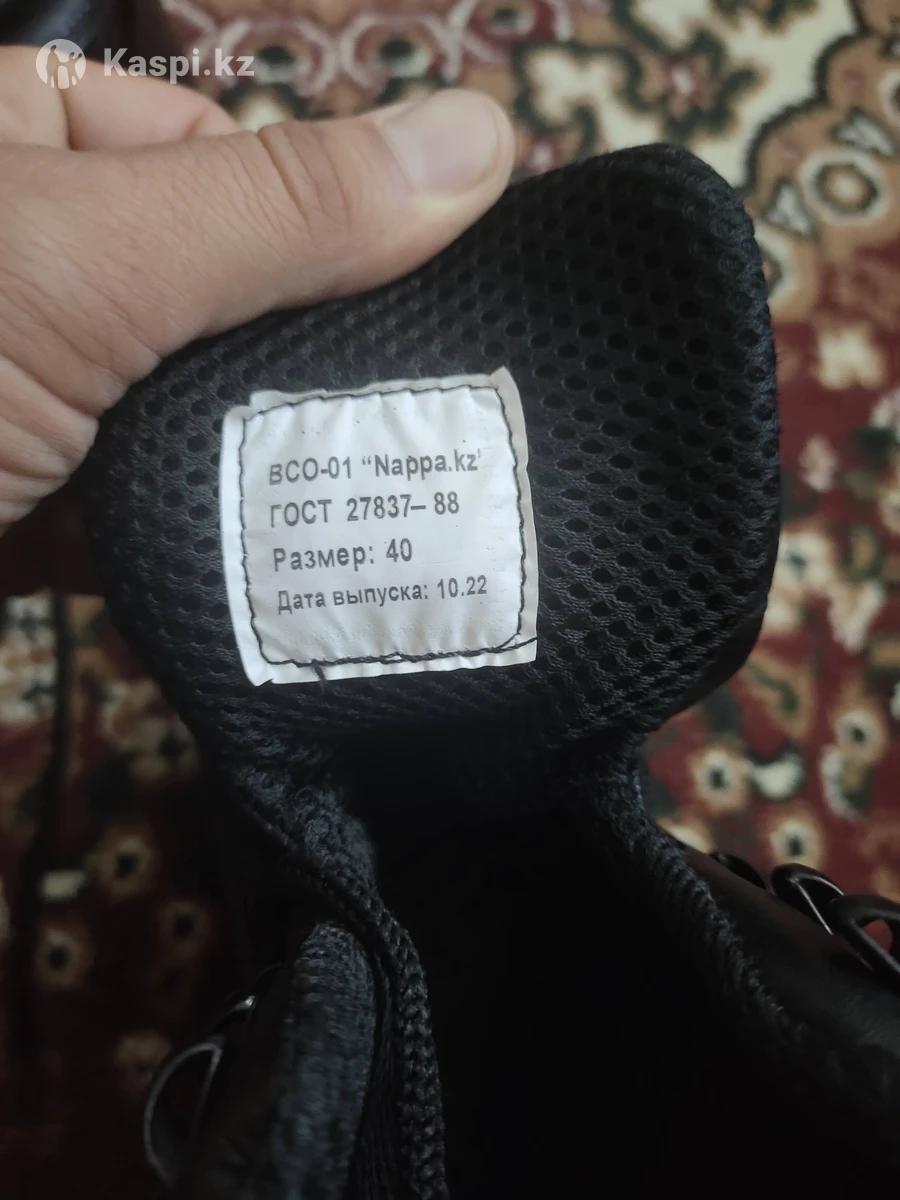 Kaspi.kz
ВСО-01 “Nappa.kz'
ГОСТ 27837– 88
Размер: 40
Дата выпуска: 10.22